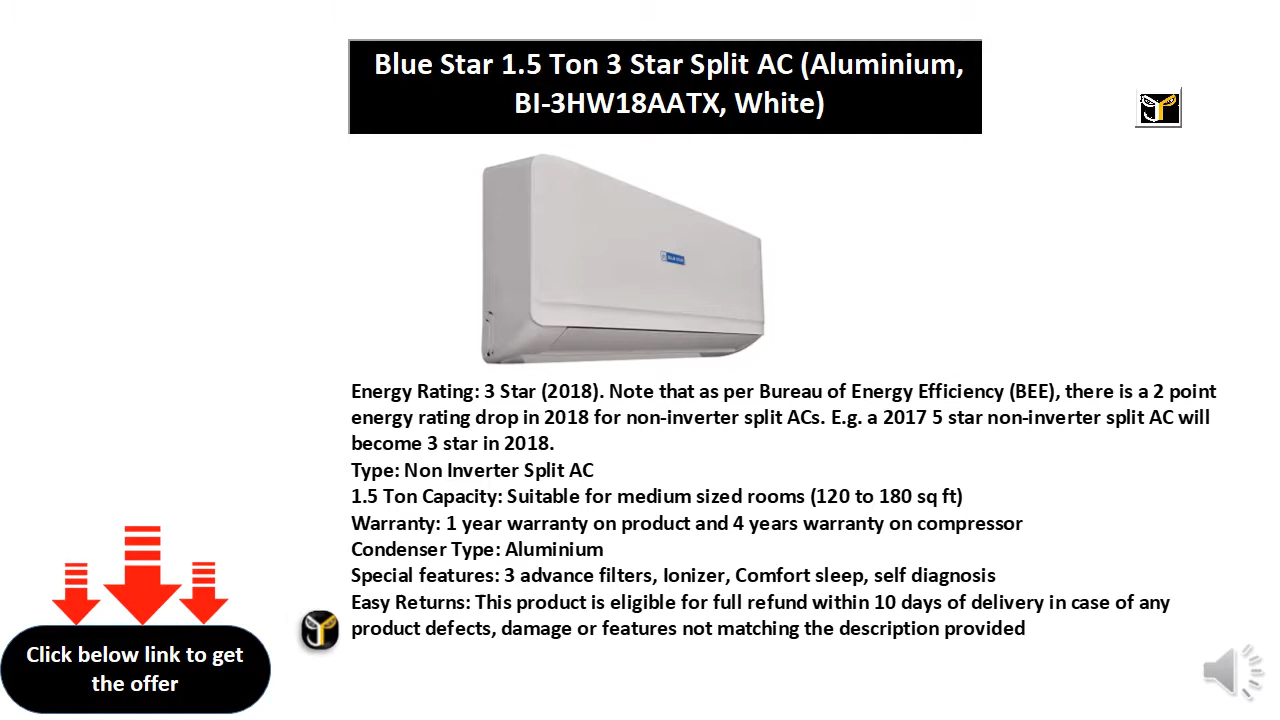 Blue Star 1.5 Ton 3 Star Split AC (Aluminium,
BI-3HW18AATX, White)
BLUE STAR
Energy Rating: 3 Star (2018). Note that as per Bureau of Energy Efficiency (BEE), there is a 2 point
energy rating drop in 2018 for non-inverter split ACs. E.g. a 2017 5 star non-inverter split AC will
become 3 star in 2018.
Type: Non Inverter Split AC
1.5 Ton Capacity: Suitable for medium sized rooms (120 to 180 sq ft)
Warranty: 1 year warranty on product and 4 years warranty on compressor
Condenser Type: Aluminium
Special features: 3 advance filters, Ionizer, Comfort sleep, self diagnosis
Easy Returns: This product is eligible for full refund within 10 days of delivery in case of any
product defects, damage or features not matching the description provided
Click below link to get
the offer